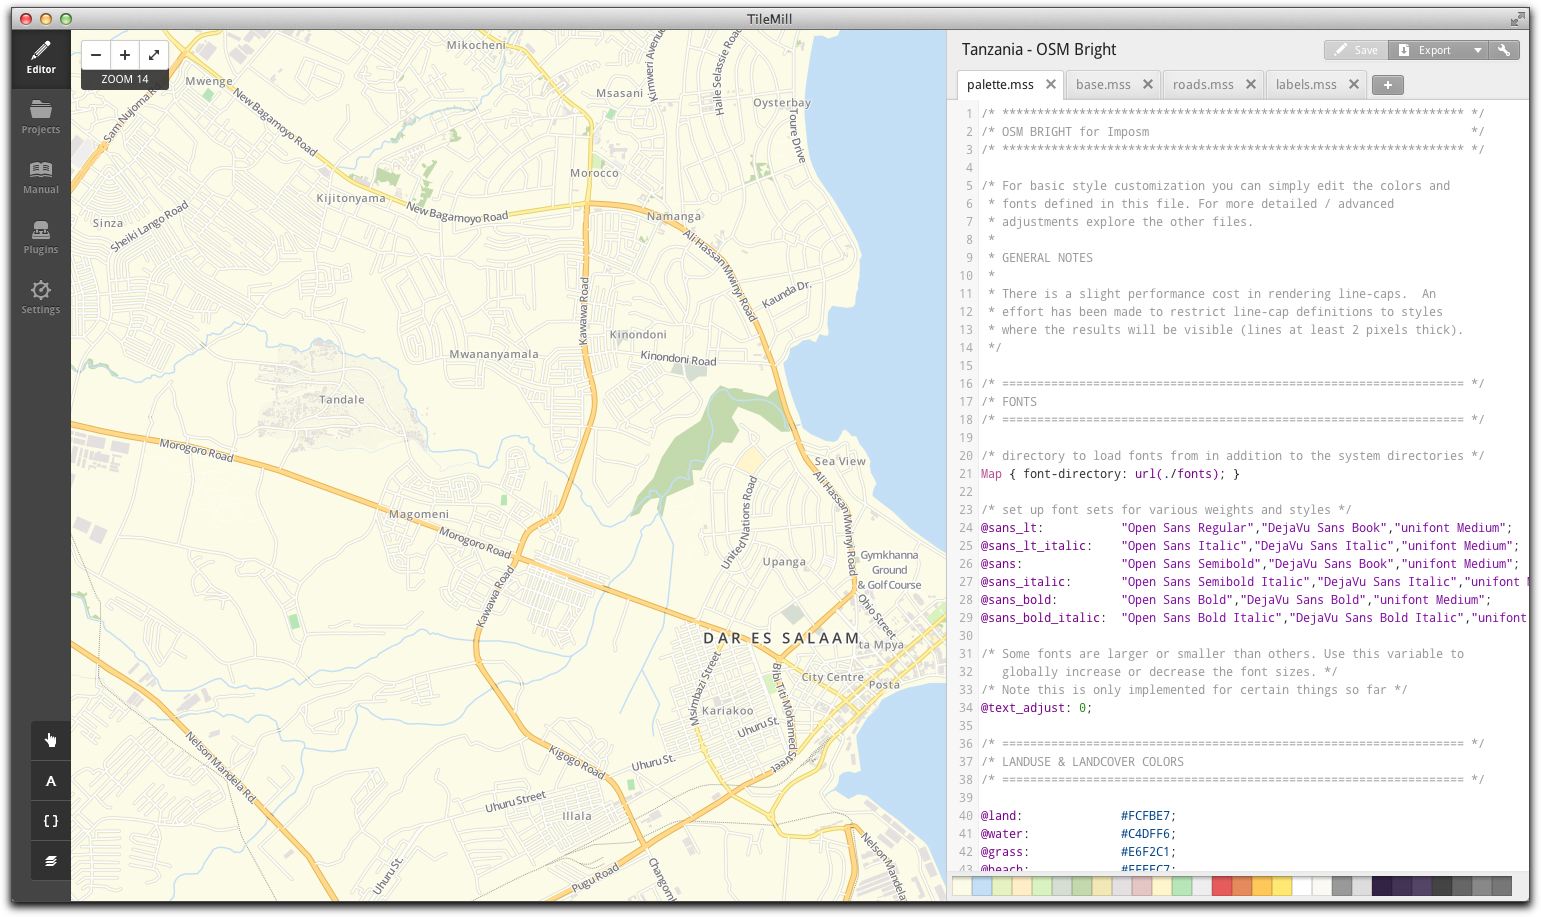 TileMill
Editor
Projects
Manual
Plugins
Settings
A
{ }
− + 
ZOOM 14
Mikocheni
Mwenge
Sam Nujoma R
New Bagamoyo Road
Kimweri Avenue
Haile Selassie Road
Msasani
Oysterbay
Toure Drive
Morocco
Kijitonyama
New Bagamoyo Road
Sinza
Sheiki Lango Road
Namanga
Ali Hassan Mwinyi Road
Kaunda Dr.
Kawawa Road
Kinondoni
Kinondoni Road
Mwananyamala
Tandale
Morogoro Road
Sea View
Ali Hassan Mwinyi Road
United Nations Road
Magomeni
Morogoro Road
Upanga
Gymkhanna
Ground
& Golf Course
Kawawa Road
Ohio Street
DAR ES SALAAM
ta Mpya
City Centre
Posta
Msimbazi Street
Bibi Titi Mohamed Street
Kariakoo
Uhuru St.
Nelson Mandela Rd
Kigogo Road
Uhuru St.
Uhuru Street
Illala
Uhuru St.
Pugu Road
Changom
Nelson Mandela
Tanzania - OSM Bright
Save Export
palette.mss base.mss roads.mss labels.mss +
1 /* ****************************************************************** */
2 /* OSM BRIGHT for Imposm */
3 /* ****************************************************************** */
4
5 /* For basic style customization you can simply edit the colors and
6 * fonts defined in this file. For more detailed / advanced
7 * adjustments explore the other files.
8 *
9 * GENERAL NOTES
10 *
11 * There is a slight performance cost in rendering line-caps.  An
12 * effort has been made to restrict line-cap definitions to styles
13 * where the results will be visible (lines at least 2 pixels thick).
14 */
15
16 /* ================================================================== */
17 /* FONTS
18 /* ================================================================== */
19
20 /* directory to load fonts from in addition to the system directories */
21 Map { font-directory: url(./fonts); }
22
23 /* set up font sets for various weights and styles */
24 @sans_lt: "Open Sans Regular","DejaVu Sans Book","unifont Medium";
25 @sans_lt_italic: "Open Sans Italic","DejaVu Sans Italic","unifont Medium";
26 @sans: "Open Sans Semibold","DejaVu Sans Book","unifont Medium";
27 @sans_italic: "Open Sans Semibold Italic","DejaVu Sans Italic","unifont M
28 @sans_bold: "Open Sans Bold","DejaVu Sans Bold","unifont Medium";
29 @sans_bold_italic: "Open Sans Bold Italic","DejaVu Sans Bold Italic","unifont
30
31 /* Some fonts are larger or smaller than others. Use this variable to
32 globally increase or decrease the font sizes. */
33 /* Note this is only implemented for certain things so far */
34 @text_adjust: 0;
35
36 /* ================================================================== */
37 /* LANDUSE & LANDCOVER COLORS
38 /* ================================================================== */
39
40 @land: #FCFBE7;
41 @water: #C4DFF6;
42 @grass: #E6F2C1;
43 @beach: